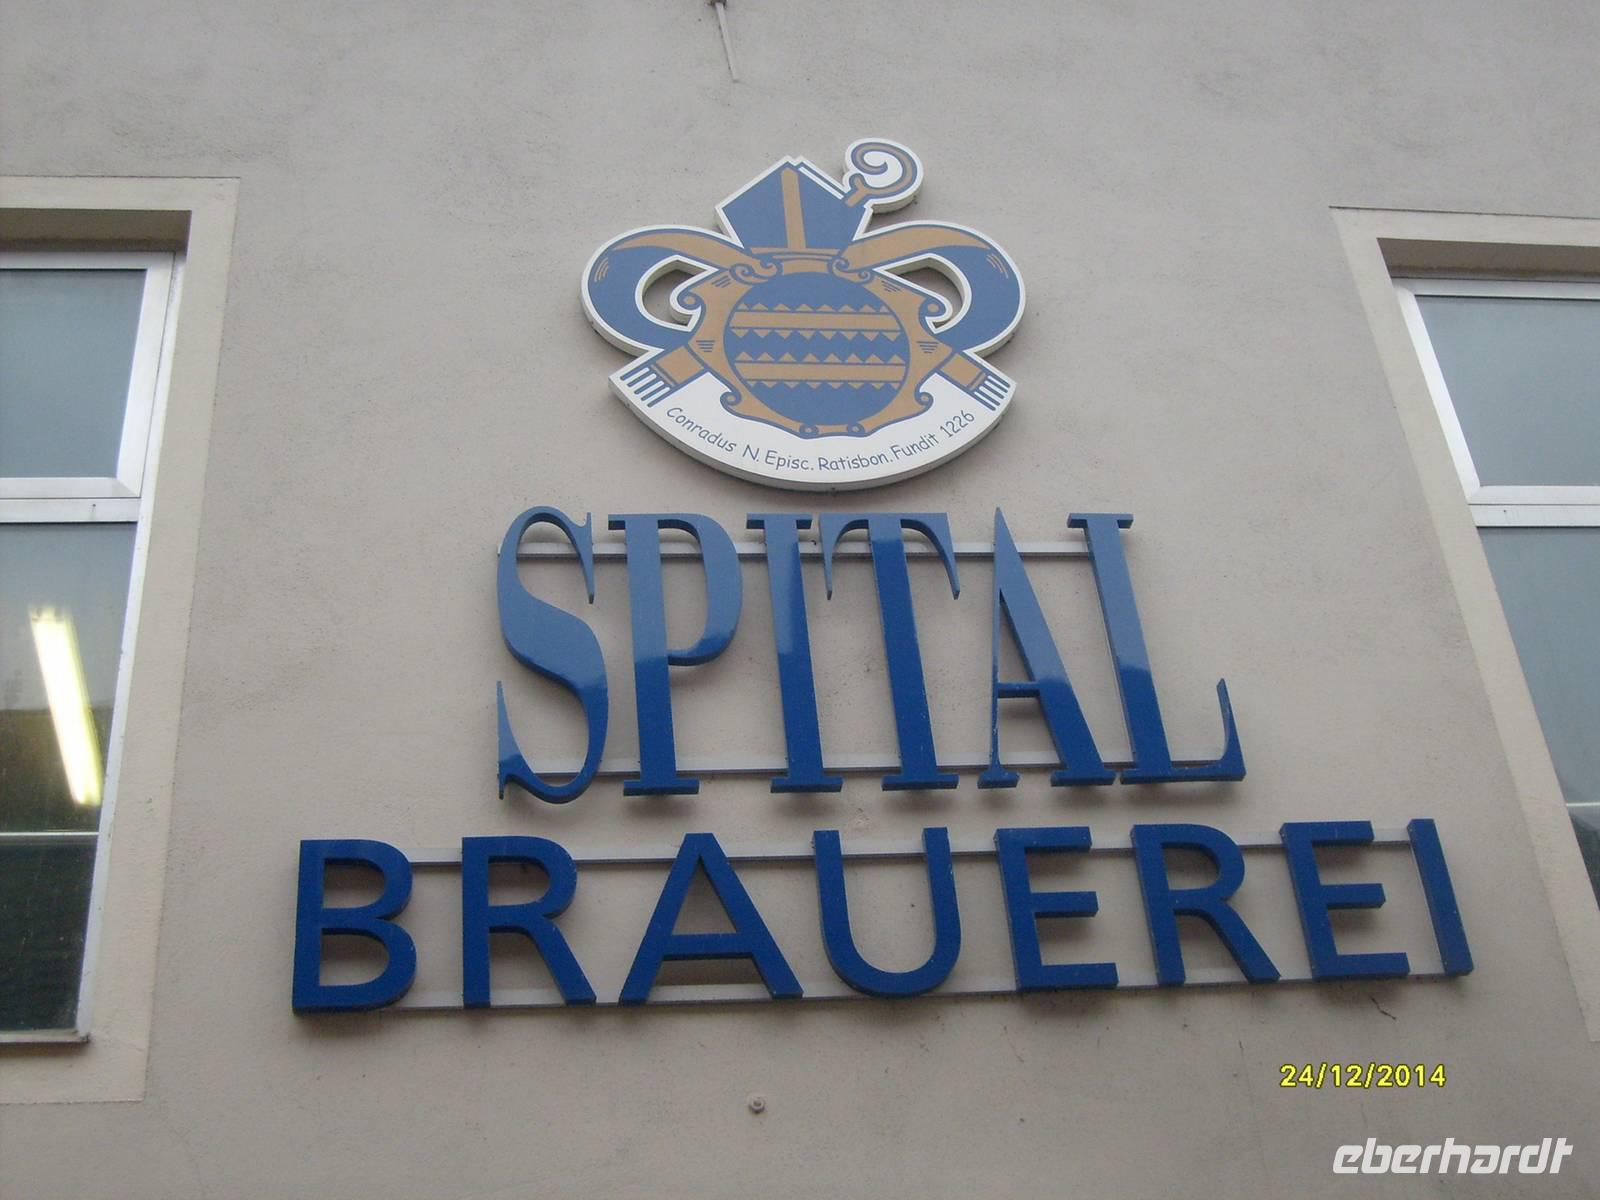 Conradus N. Episc. Ratisbon. Fundit 1226
SPITAL
BRAUEREI
24/12/2014
eberhardt